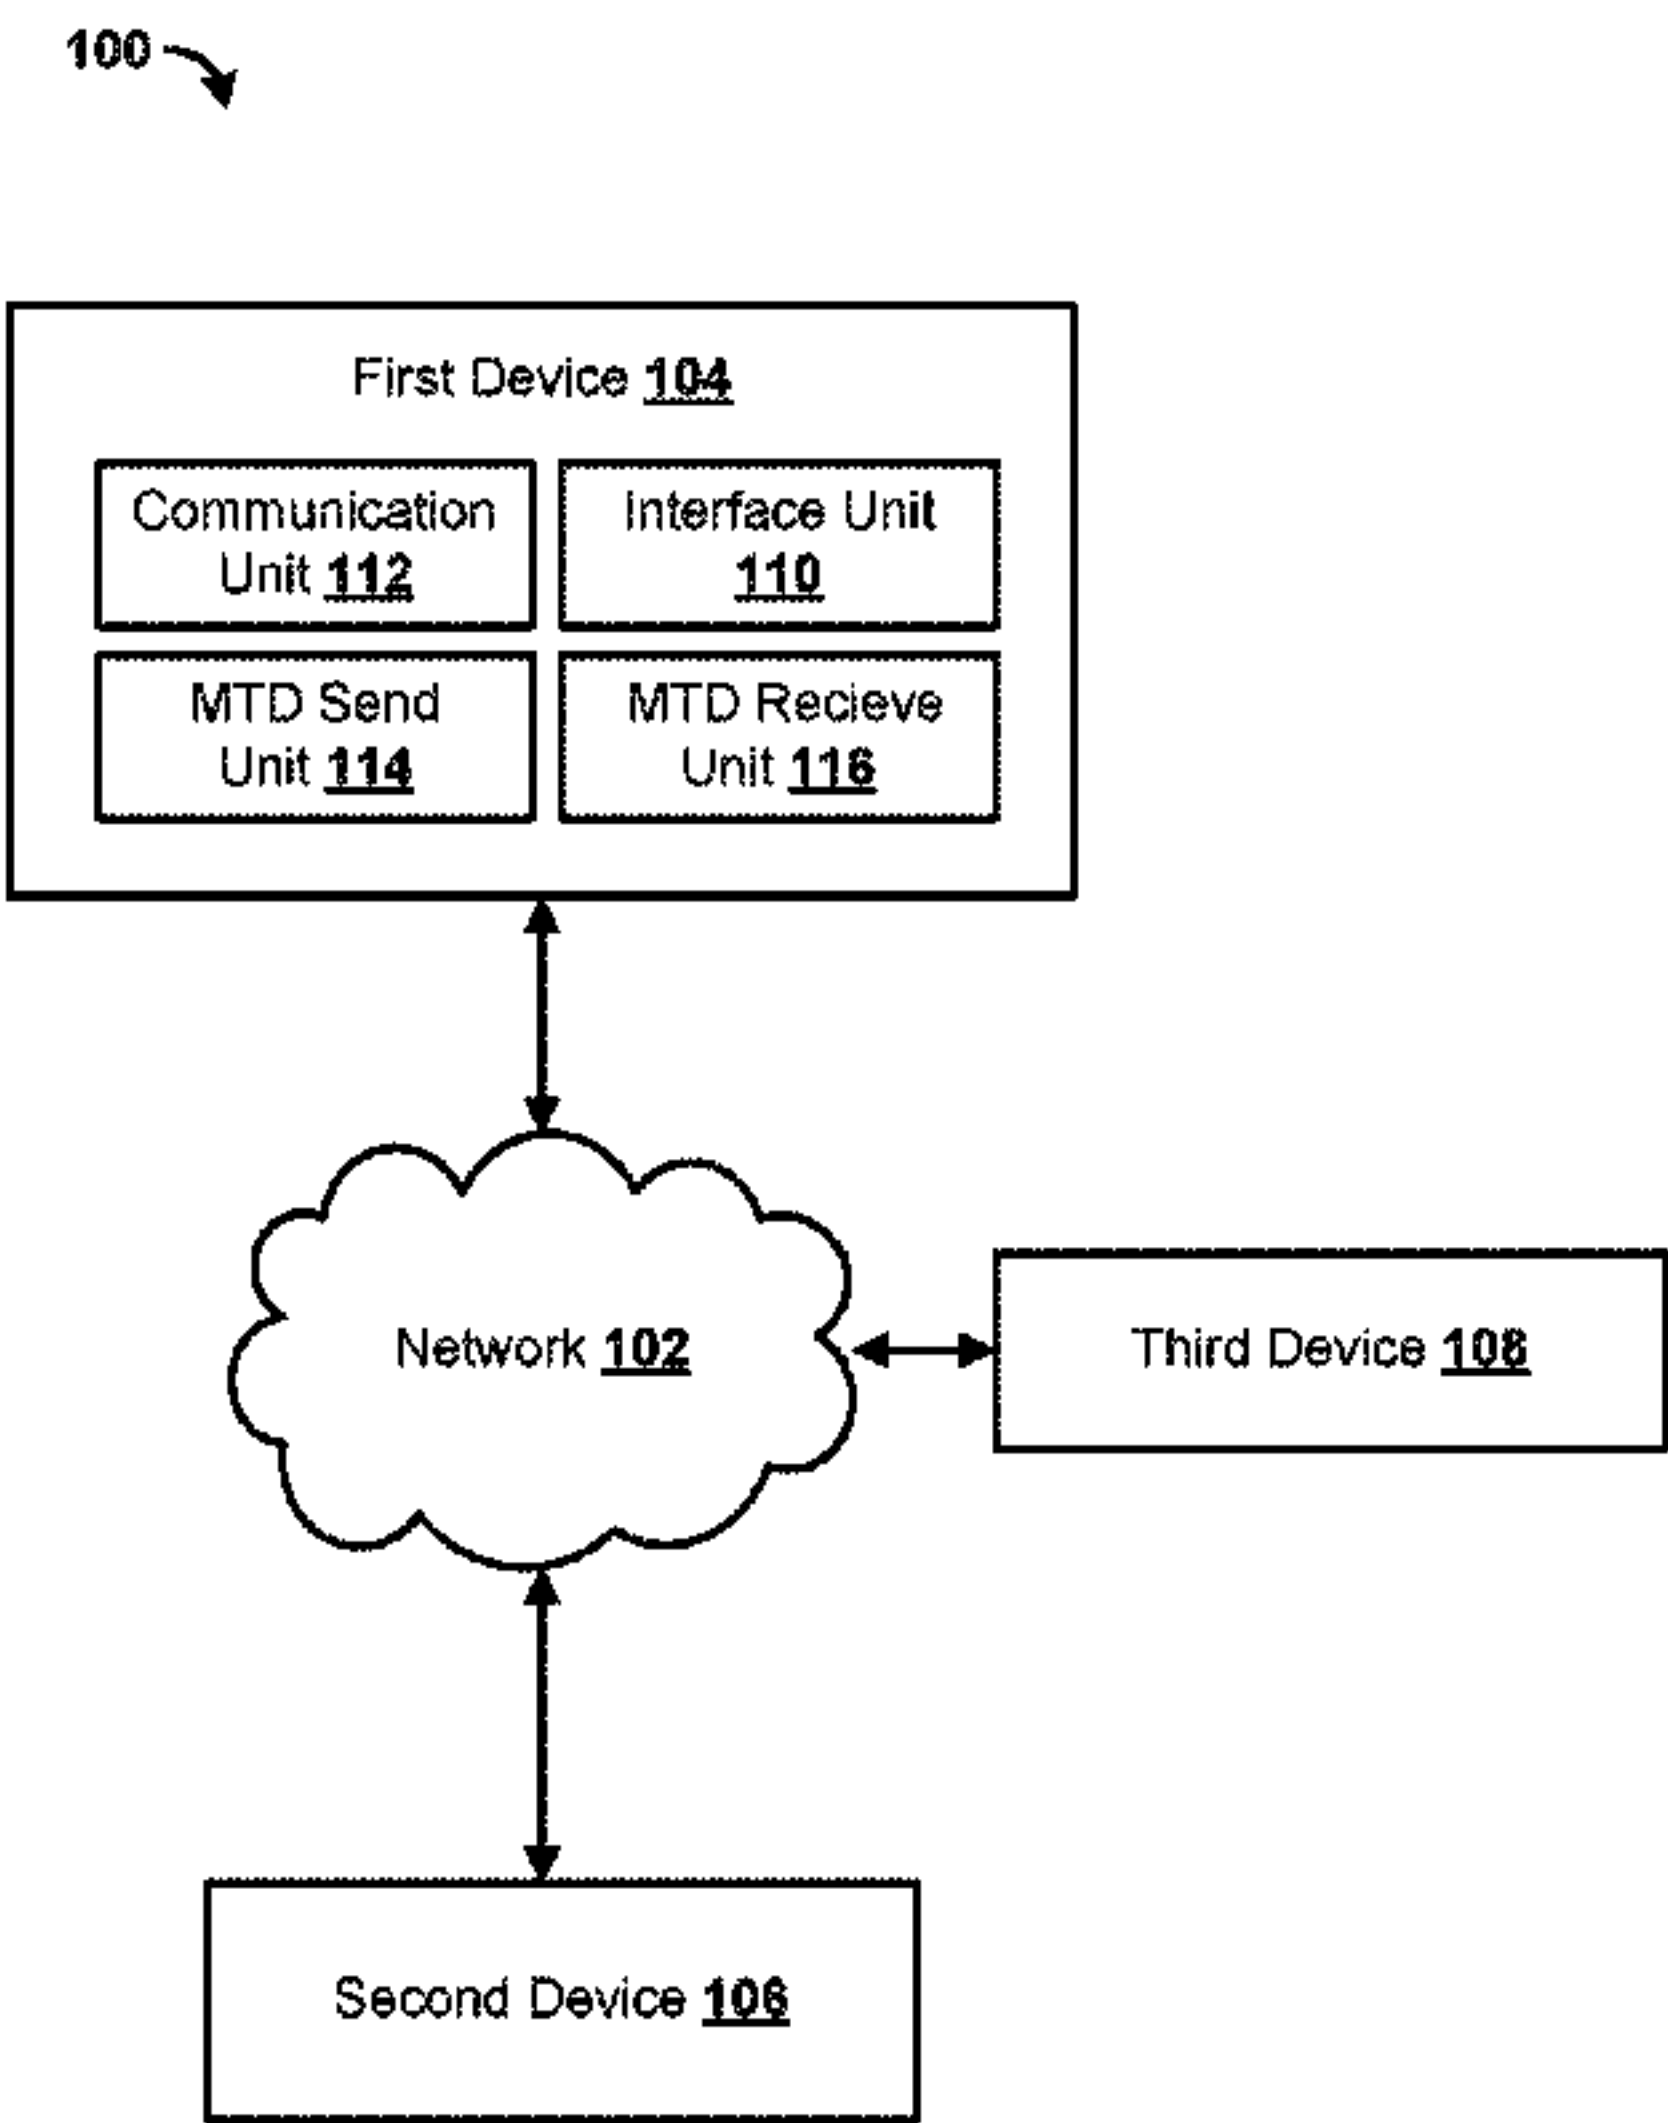 100
First Device 104
Communication
Unit 112
Interface Unit
110
MTD Send
Unit 114
MTD Recieve
Unit 116
Network 102
Third Device 108
Second Device 106